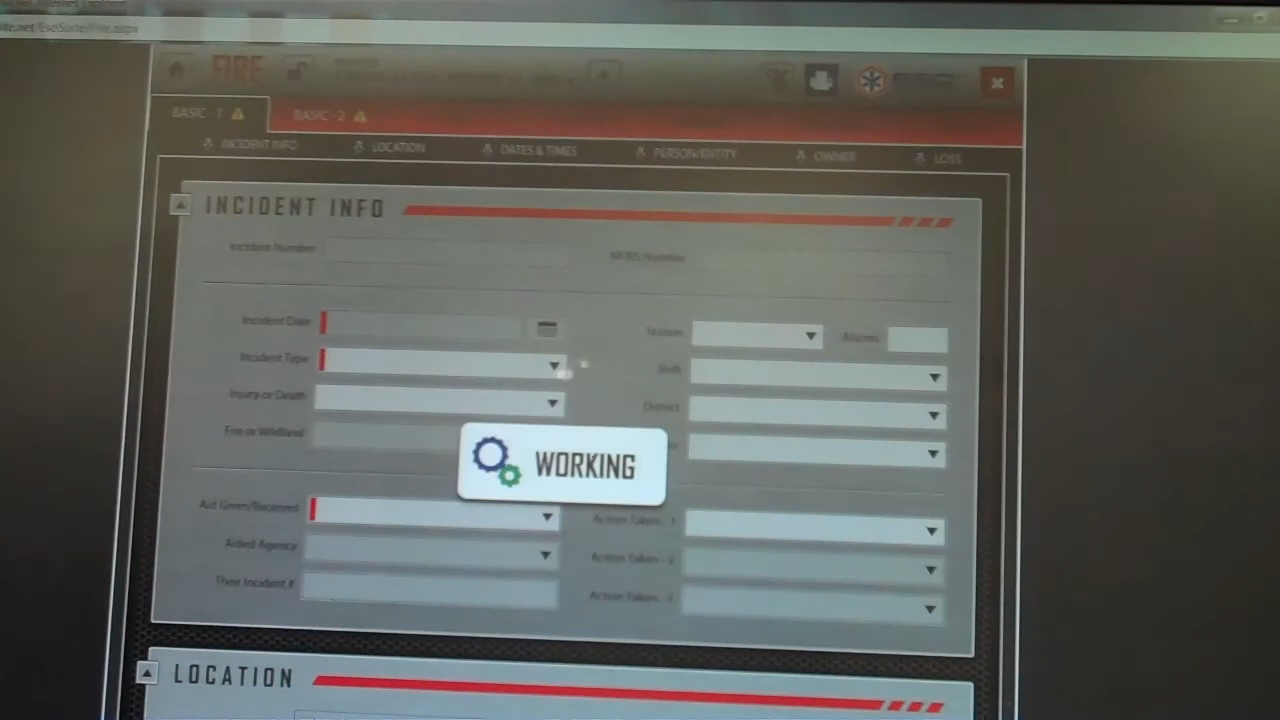 FIRE
BASIC - 1
BASIC - 2
INCIDENT INFO
LOCATION
DATES & TIMES
PERSON/ENTITY
OWNER
LOSS
INCIDENT INFO
Incident Number
NFIRS Number
Incident Date
Station
Alarms
Incident Type
Shift
Injury or Death
District
Fire or Wildland
WORKING
Aid Given/Received
Action Taken - 1
Aided Agency
Action Taken - 2
Their Incident #
Action Taken - 3
LOCATION